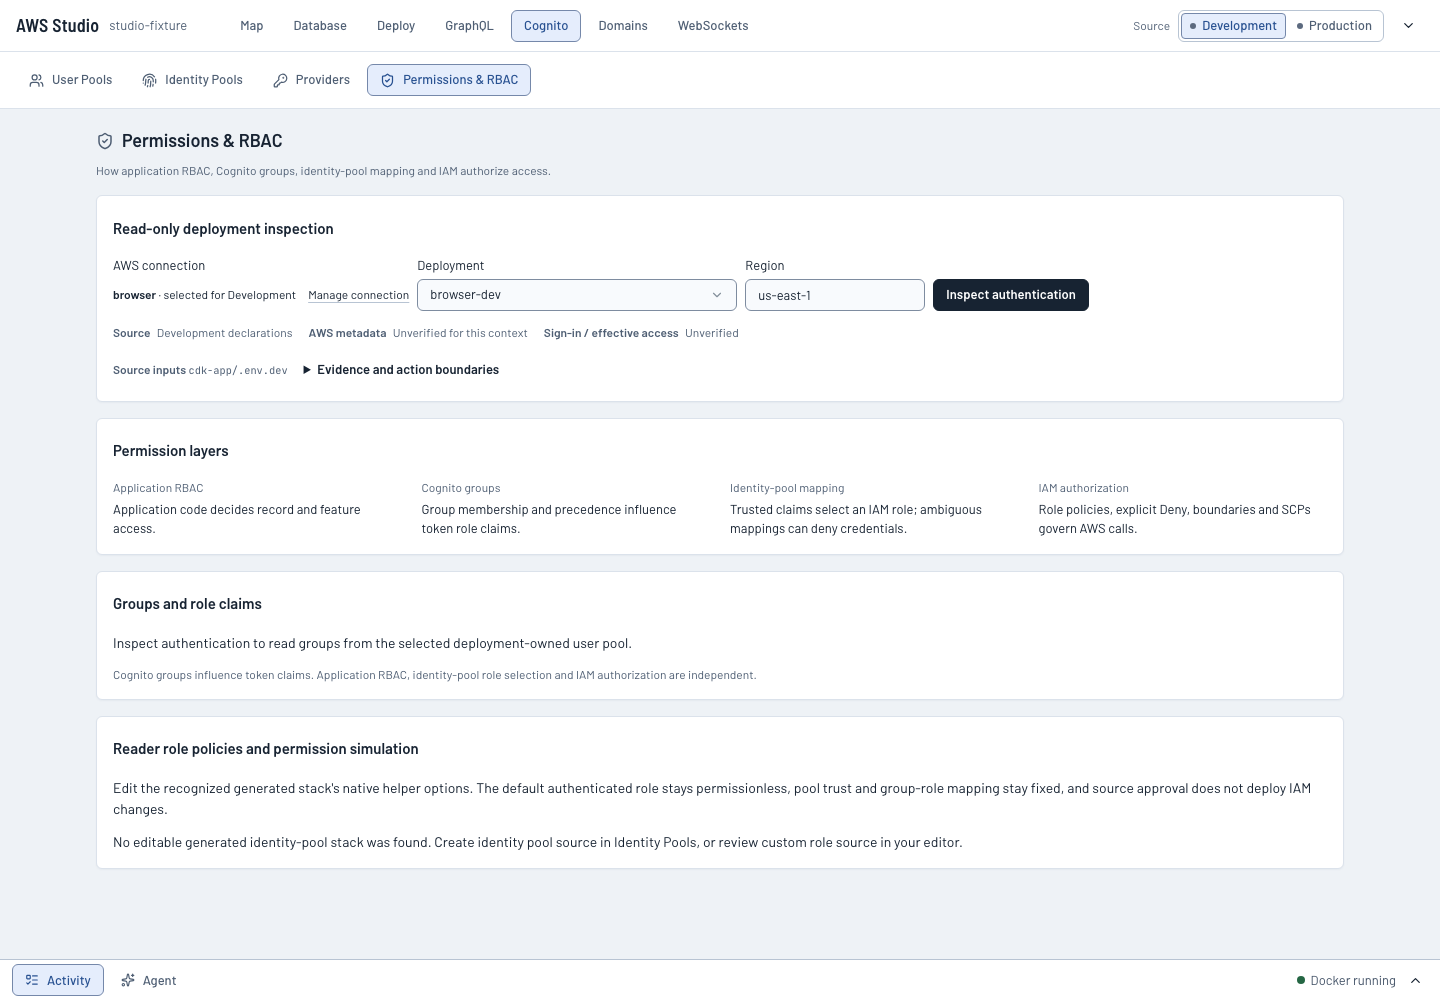 AWS Studio studio-fixture Map Database Deploy GraphQL Cognito Domains WebSockets Source Development Production
User Pools Identity Pools Providers Permissions & RBAC
Permissions & RBAC
How application RBAC, Cognito groups, identity-pool mapping and IAM authorize access.
Read-only deployment inspection
AWS connection Deployment Region
browser · selected for Development Manage connection browser-dev us-east-1 Inspect authentication
Source Development declarations AWS metadata Unverified for this context Sign-in / effective access Unverified
Source inputs cdk-app/.env.dev Evidence and action boundaries
Permission layers
Application RBAC
Application code decides record and feature
access.
Cognito groups
Group membership and precedence influence
token role claims.
Identity-pool mapping
Trusted claims select an IAM role; ambiguous
mappings can deny credentials.
IAM authorization
Role policies, explicit Deny, boundaries and SCPs
govern AWS calls.
Groups and role claims
Inspect authentication to read groups from the selected deployment-owned user pool.
Cognito groups influence token claims. Application RBAC, identity-pool role selection and IAM authorization are independent.
Reader role policies and permission simulation
Edit the recognized generated stack's native helper options. The default authenticated role stays permissionless, pool trust and group-role mapping stay fixed, and source approval does not deploy IAM
changes.
No editable generated identity-pool stack was found. Create identity pool source in Identity Pools, or review custom role source in your editor.
Activity Agent Docker running